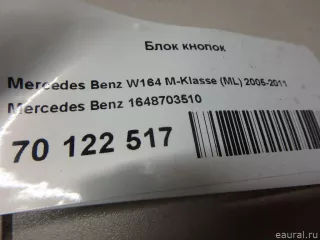 Блок кнопок
Mercedes Benz W164 M-Klasse (ML) 2005-2011
Mercedes Benz 1648703510
70 122 517
eaural.ru